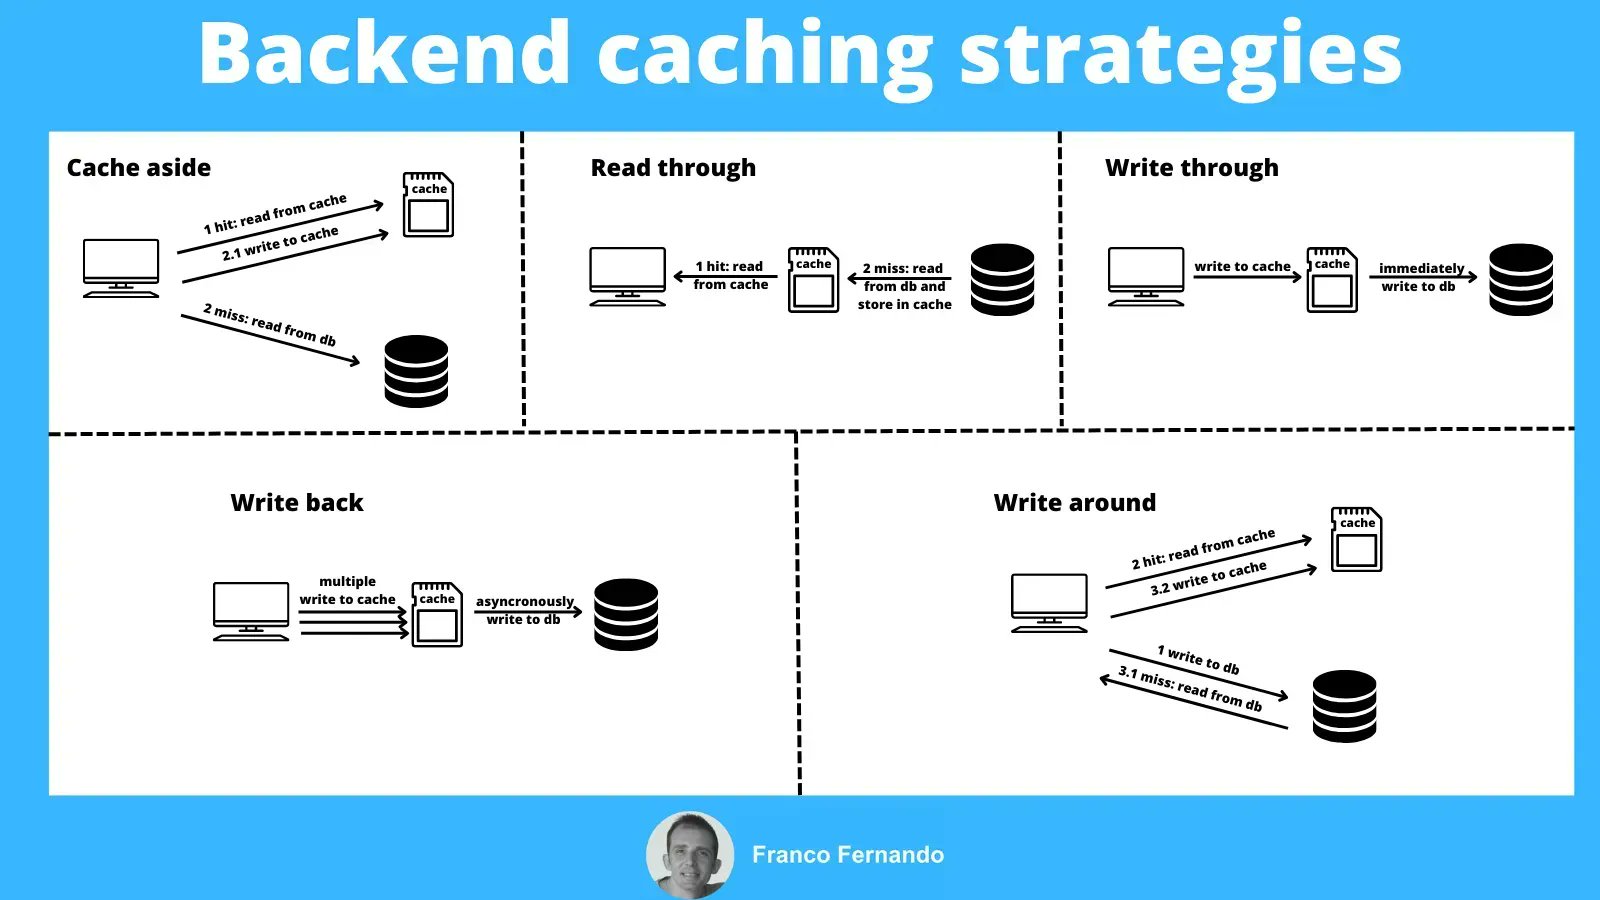 Backend caching strategies
Cache aside
1 hit: read from cache
2.1 write to cache
cache
2 miss: read from db
Read through
1 hit: read
from cache
cache
2 miss: read
from db and
store in cache
Write through
write to cache
cache
immediately
write to db
Write back
multiple
write to cache
cache
asyncronously
write to db
Write around
2 hit: read from cache
3.2 write to cache
cache
1 write to db
3.1 miss: read from db
Franco Fernando